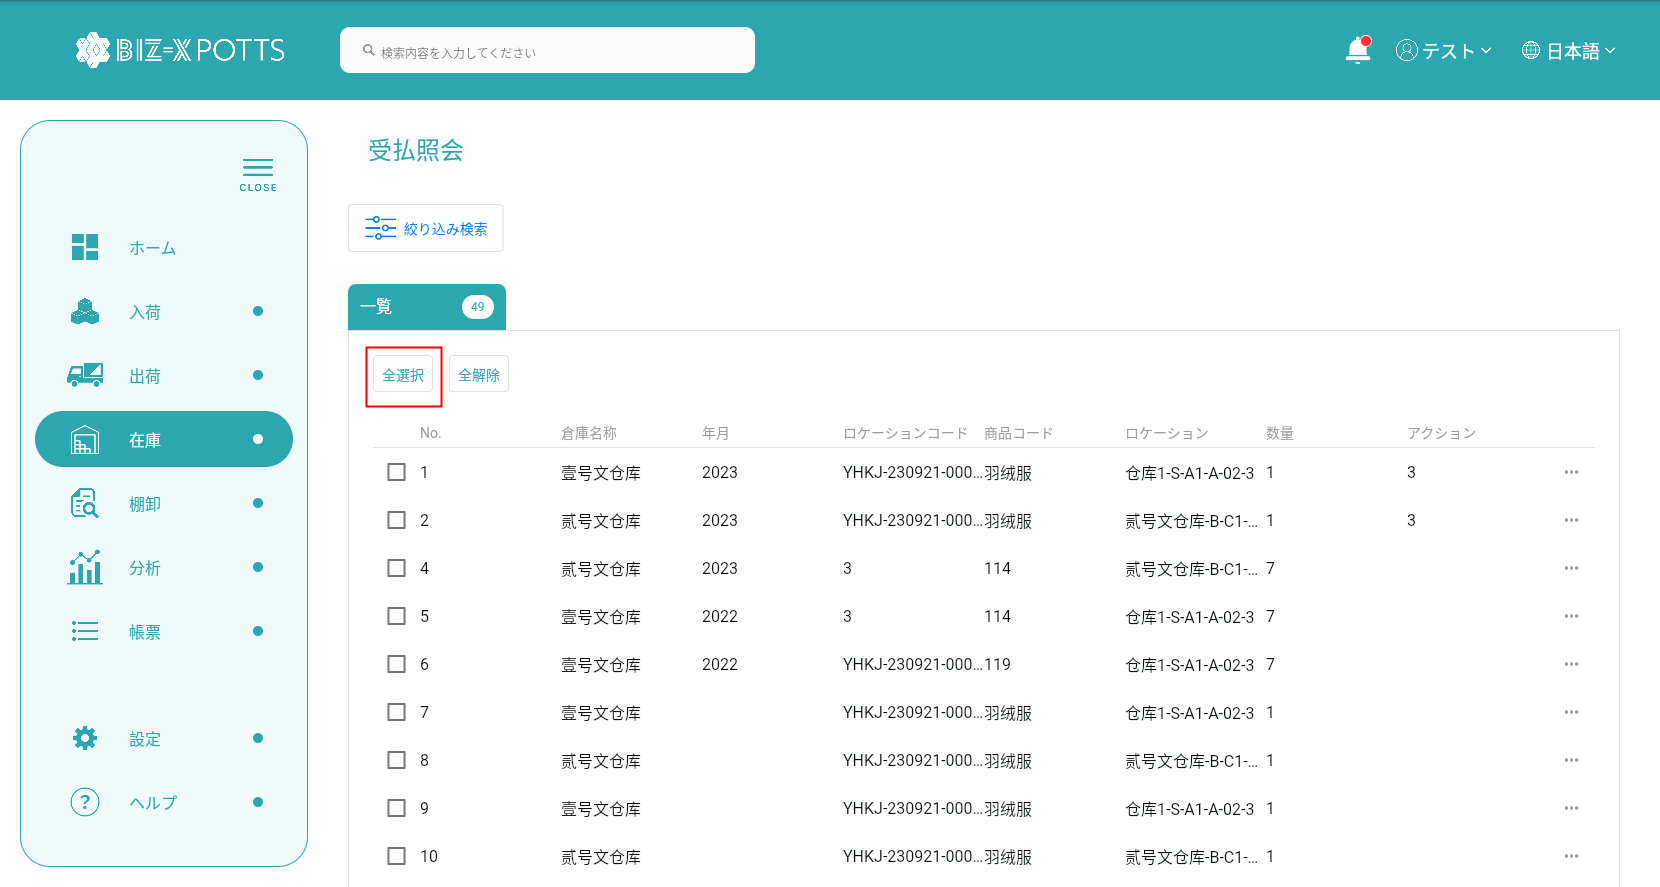 BIZ-X POTTS
検索内容を入力してください
テスト
日本語
CLOSE
ホーム
入荷
出荷
在庫
棚卸
分析
帳票
設定
? ヘルプ
受払照会
絞り込み検索
一覧 49
全選択 全解除
No. 倉庫名称 年月 ロケーションコード 商品コード ロケーション 数量 アクション
1 壹号文仓库 2023 YHKJ-230921-000... 羽绒服 仓库1-S-A1-A-02-3 1 3 ...
2 贰号文仓库 2023 YHKJ-230921-000... 羽绒服 贰号文仓库-B-C1-... 1 3 ...
4 贰号文仓库 2023 3 114 贰号文仓库-B-C1-... 7 ...
5 壹号文仓库 2022 3 114 仓库1-S-A1-A-02-3 7 ...
6 壹号文仓库 2022 YHKJ-230921-000... 119 仓库1-S-A1-A-02-3 7 ...
7 壹号文仓库 YHKJ-230921-000... 羽绒服 仓库1-S-A1-A-02-3 1 ...
8 贰号文仓库 YHKJ-230921-000... 羽绒服 贰号文仓库-B-C1-... 1 ...
9 壹号文仓库 YHKJ-230921-000... 羽绒服 仓库1-S-A1-A-02-3 1 ...
10 贰号文仓库 YHKJ-230921-000... 羽绒服 贰号文仓库-B-C1-... 1 ...